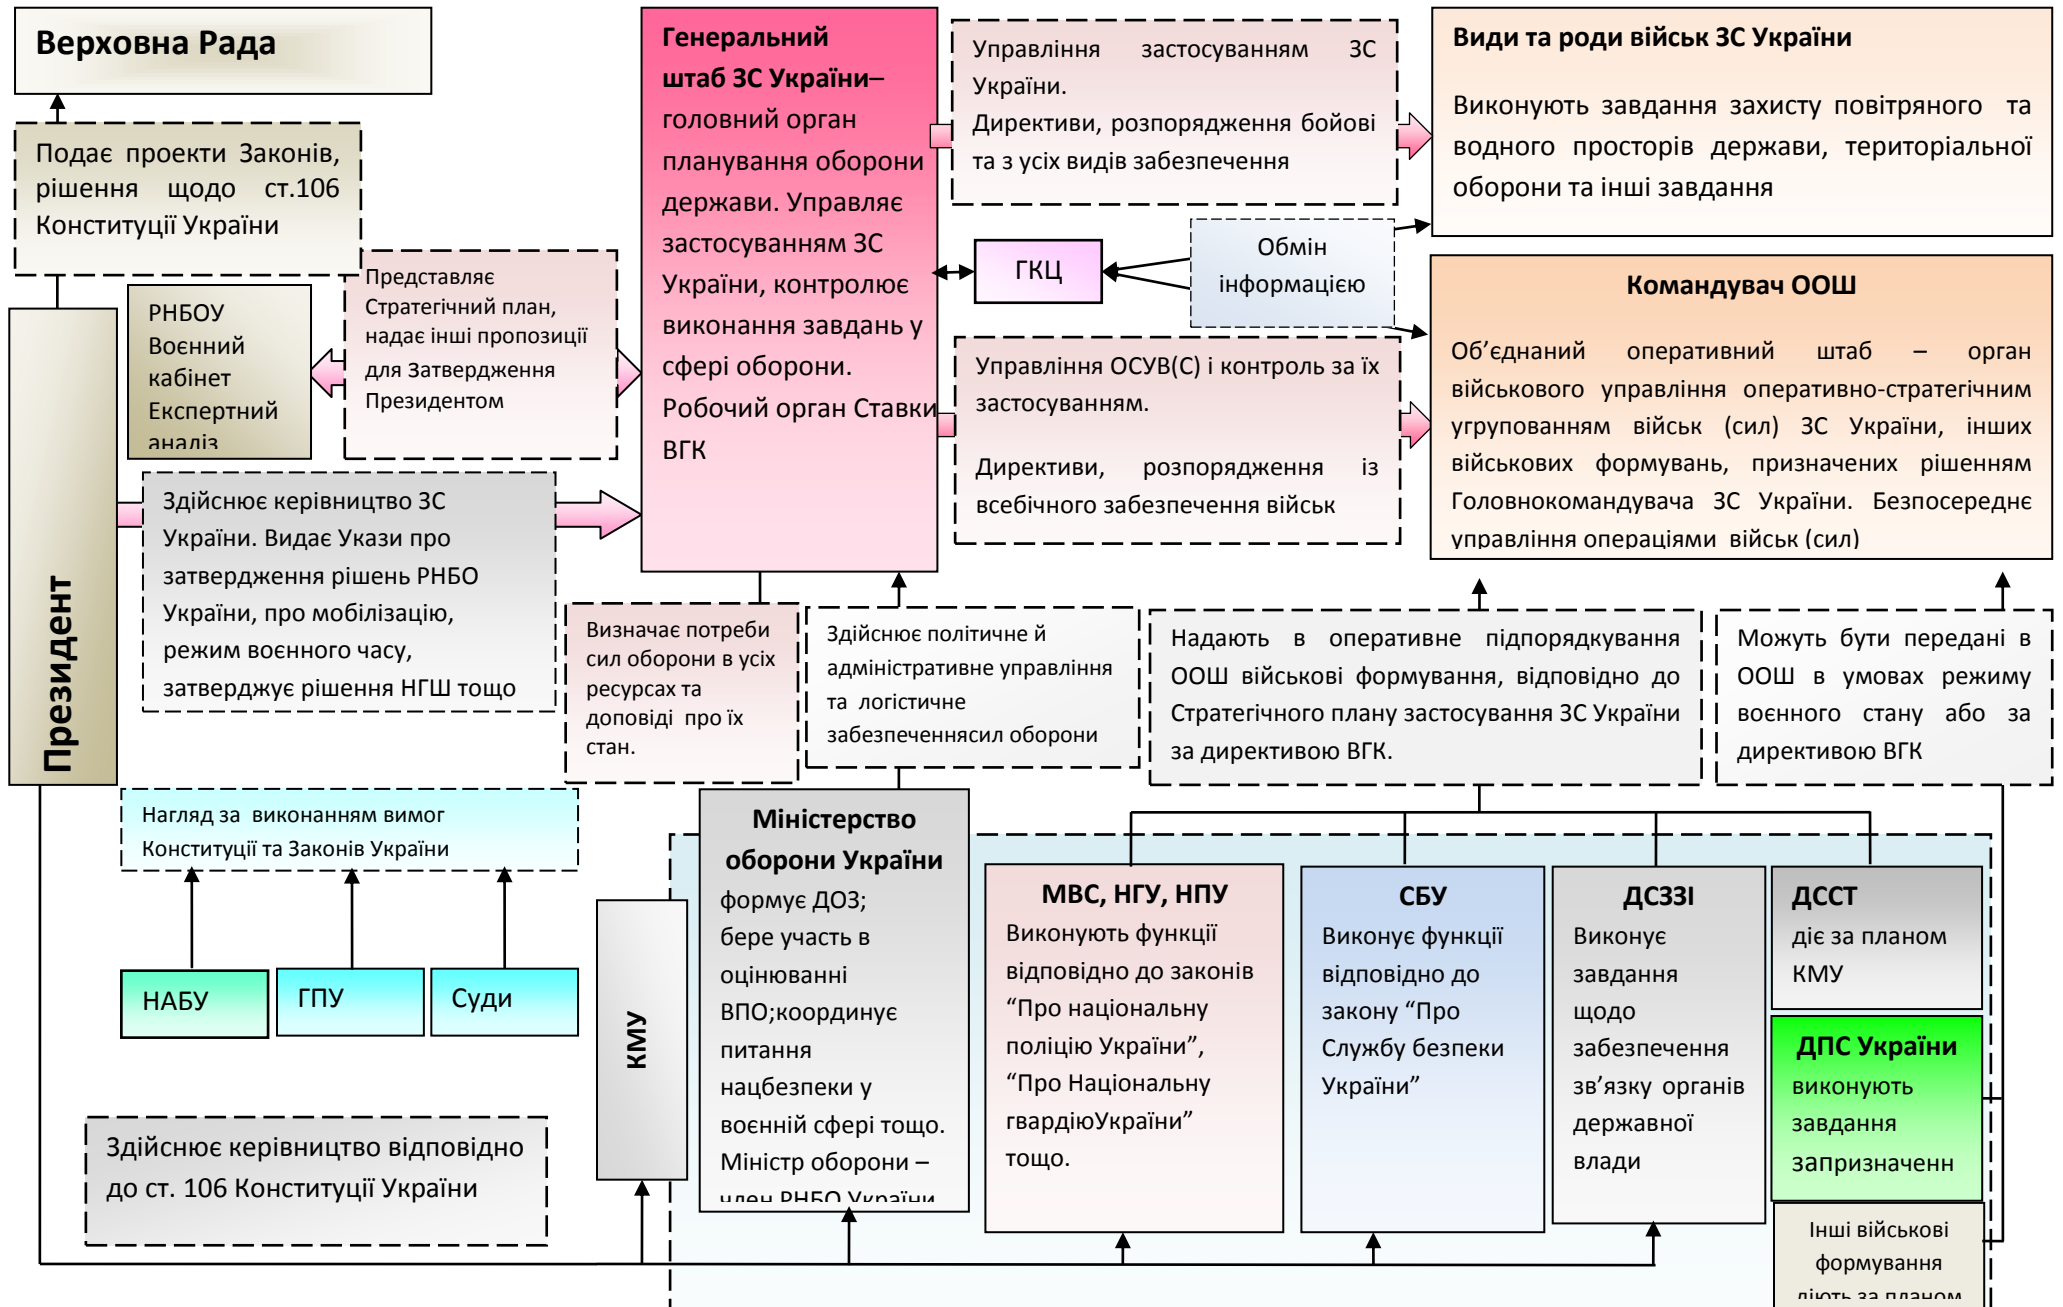 Верховна Рада
Подає проекти Законів,
рішення щодо ст.106
Конституції України
Президент
РНБОУ
Воєнний
кабінет
Експертний
аналіз
Представляє
Стратегічний план,
надає інші пропозиції
для Затвердження
Президентом
Здійснює керівництво ЗС
України. Видає Укази про
затвердження рішень РНБО
України, про мобілізацію,
режим воєнного часу,
затверджує рішення НГШ тощо
Генеральний
штаб ЗС України–
головний орган
планування оборони
держави. Управляє
застосуванням ЗС
України, контролює
виконання завдань у
сфері оборони.
Робочий орган Ставки
ВГК
Управління застосуванням ЗС
України.
Директиви, розпорядження бойові
та з усіх видів забезпечення
ГКЦ
Обмін
інформацією
Управління ОСУВ(С) і контроль за їх
застосуванням.
Директиви, розпорядження із
всебічного забезпечення військ
Види та роди військ ЗС України
Виконують завдання захисту повітряного та
водного просторів держави, територіальної
оборони та інші завдання
Командувач ООШ
Об’єднаний оперативний штаб – орган
військового управління оперативно-стратегічним
угрупованням військ (сил) ЗС України, інших
військових формувань, призначених рішенням
Головнокомандувача ЗС України. Безпосереднє
управління операціями військ (сил)
Визначає потреби
сил оборони в усіх
ресурсах та
доповіді про їх
стан.
Здійснює політичне й
адміністративне управління
та логістичне
забезпеченнясил оборони
Надають в оперативне підпорядкування
ООШ військові формування, відповідно до
Стратегічного плану застосування ЗС України
за директивою ВГК.
Можуть бути передані в
ООШ в умовах режиму
воєнного стану або за
директивою ВГК
Нагляд за виконанням вимог
Конституції та Законів України
НАБУ
ГПУ
Суди
Здійснює керівництво відповідно
до ст. 106 Конституції України
КМУ
Міністерство
оборони України
формує ДОЗ;
бере участь в
оцінюванні
ВПО;координує
питання
нацбезпеки у
воєнній сфері тощо.
Міністр оборони –
член РНБО України
МВС, НГУ, НПУ
Виконують функції
відповідно до законів
“Про національну
поліцію України”,
“Про Національну
гвардіюУкраїни”
тощо.
СБУ
Виконує функції
відповідно до
закону “Про
Службу безпеки
України”
ДСЗЗІ
Виконує
завдання
щодо
забезпечення
зв’язку органів
державної
влади
ДССТ
діє за планом
КМУ
ДПС України
виконують
завдання
запризначенн
Інші військові
формування
діють за планом